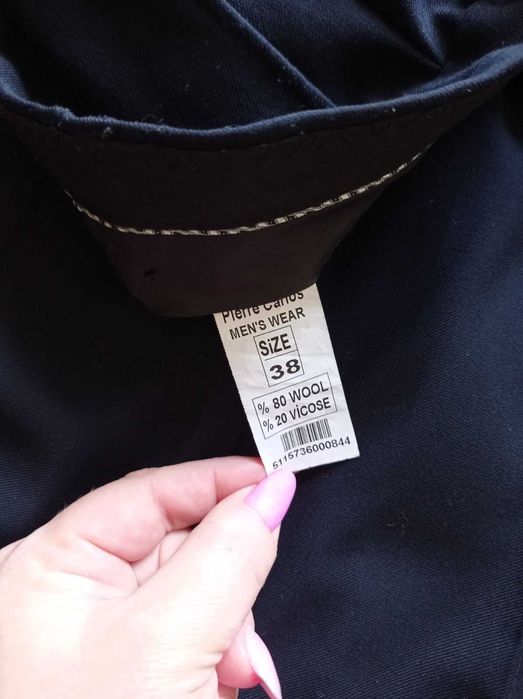 Pierre Carlos
MEN'S WEAR
SiZE
38
% 80 WOOL
% 20 ViCOSE
5115736000844